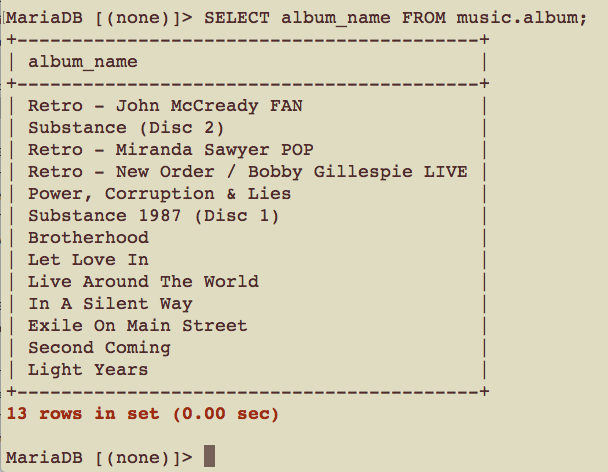 MariaDB [(none)]> SELECT album_name FROM music.album;
+------------------------------------------+
| album_name                               |
+------------------------------------------+
| Retro - John McCready FAN                |
| Substance (Disc 2)                       |
| Retro - Miranda Sawyer POP               |
| Retro - New Order / Bobby Gillespie LIVE |
| Power, Corruption & Lies                 |
| Substance 1987 (Disc 1)                  |
| Brotherhood                              |
| Let Love In                              |
| Live Around The World                    |
| In A Silent Way                          |
| Exile On Main Street                     |
| Second Coming                            |
| Light Years                              |
+------------------------------------------+
13 rows in set (0.00 sec)
MariaDB [(none)]>